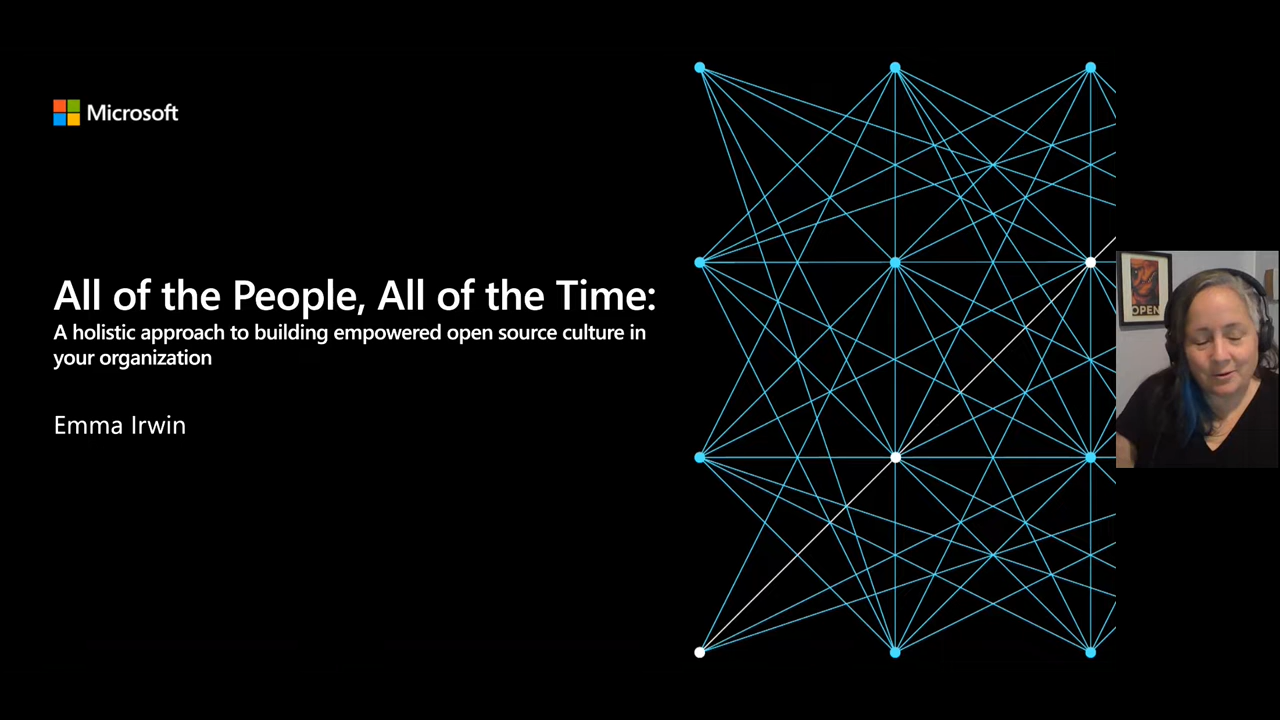 Microsoft
All of the People, All of the Time:
A holistic approach to building empowered open source culture in
your organization
Emma Irwin
OPEN